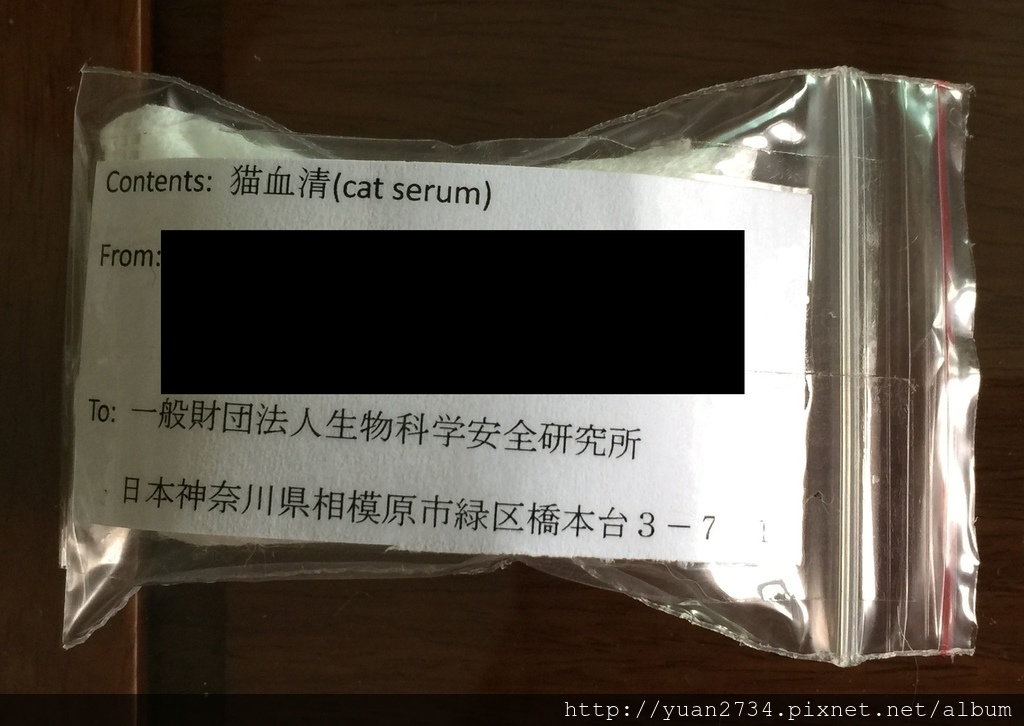 Contents: 猫血清(cat serum)
From:
To: 一般財団法人生物科学安全研究所
日本神奈川県相模原市緑区橋本台3-7
http://yuan2734.pixnet.net/album